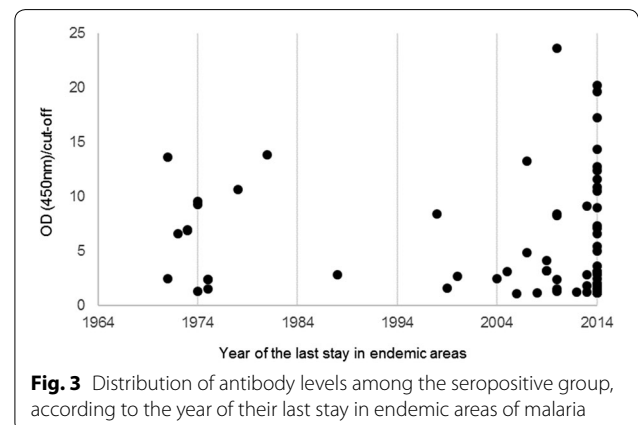 25
20
15
10
5
0
OD (450nm)/cut-off
1964 1974 1984 1994 2004 2014
Year of the last stay in endemic areas
Fig. 3 Distribution of antibody levels among the seropositive group,
according to the year of their last stay in endemic areas of malaria